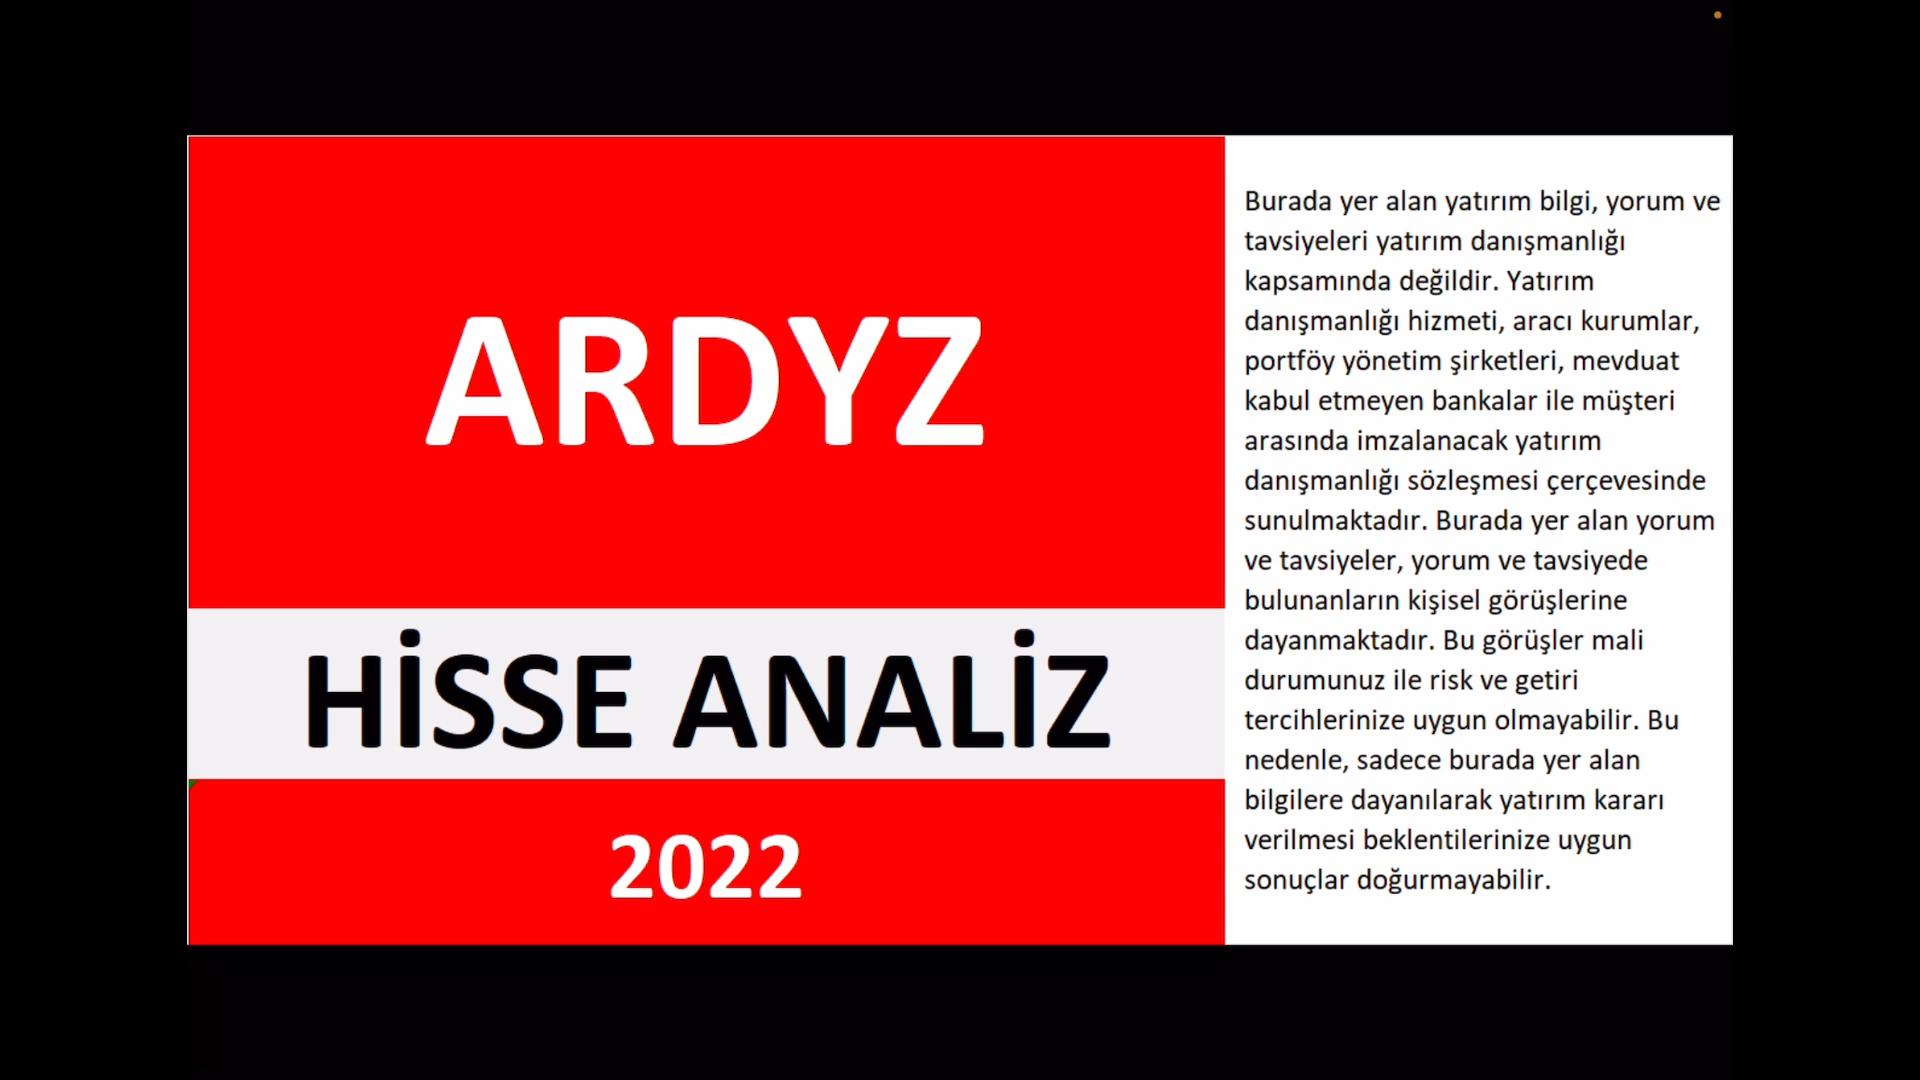 ARDYZ
HİSSE ANALİZ
2022
Burada yer alan yatırım bilgi, yorum ve
tavsiyeleri yatırım danışmanlığı
kapsamında değildir. Yatırım
danışmanlığı hizmeti, aracı kurumlar,
portföy yönetim şirketleri, mevduat
kabul etmeyen bankalar ile müşteri
arasında imzalanacak yatırım
danışmanlığı sözleşmesi çerçevesinde
sunulmaktadır. Burada yer alan yorum
ve tavsiyeler, yorum ve tavsiyede
bulunanların kişisel görüşlerine
dayanmaktadır. Bu görüşler mali
durumunuz ile risk ve getiri
tercihlerinize uygun olmayabilir. Bu
nedenle, sadece burada yer alan
bilgilere dayanılarak yatırım kararı
verilmesi beklentilerinize uygun
sonuçlar doğurmayabilir.